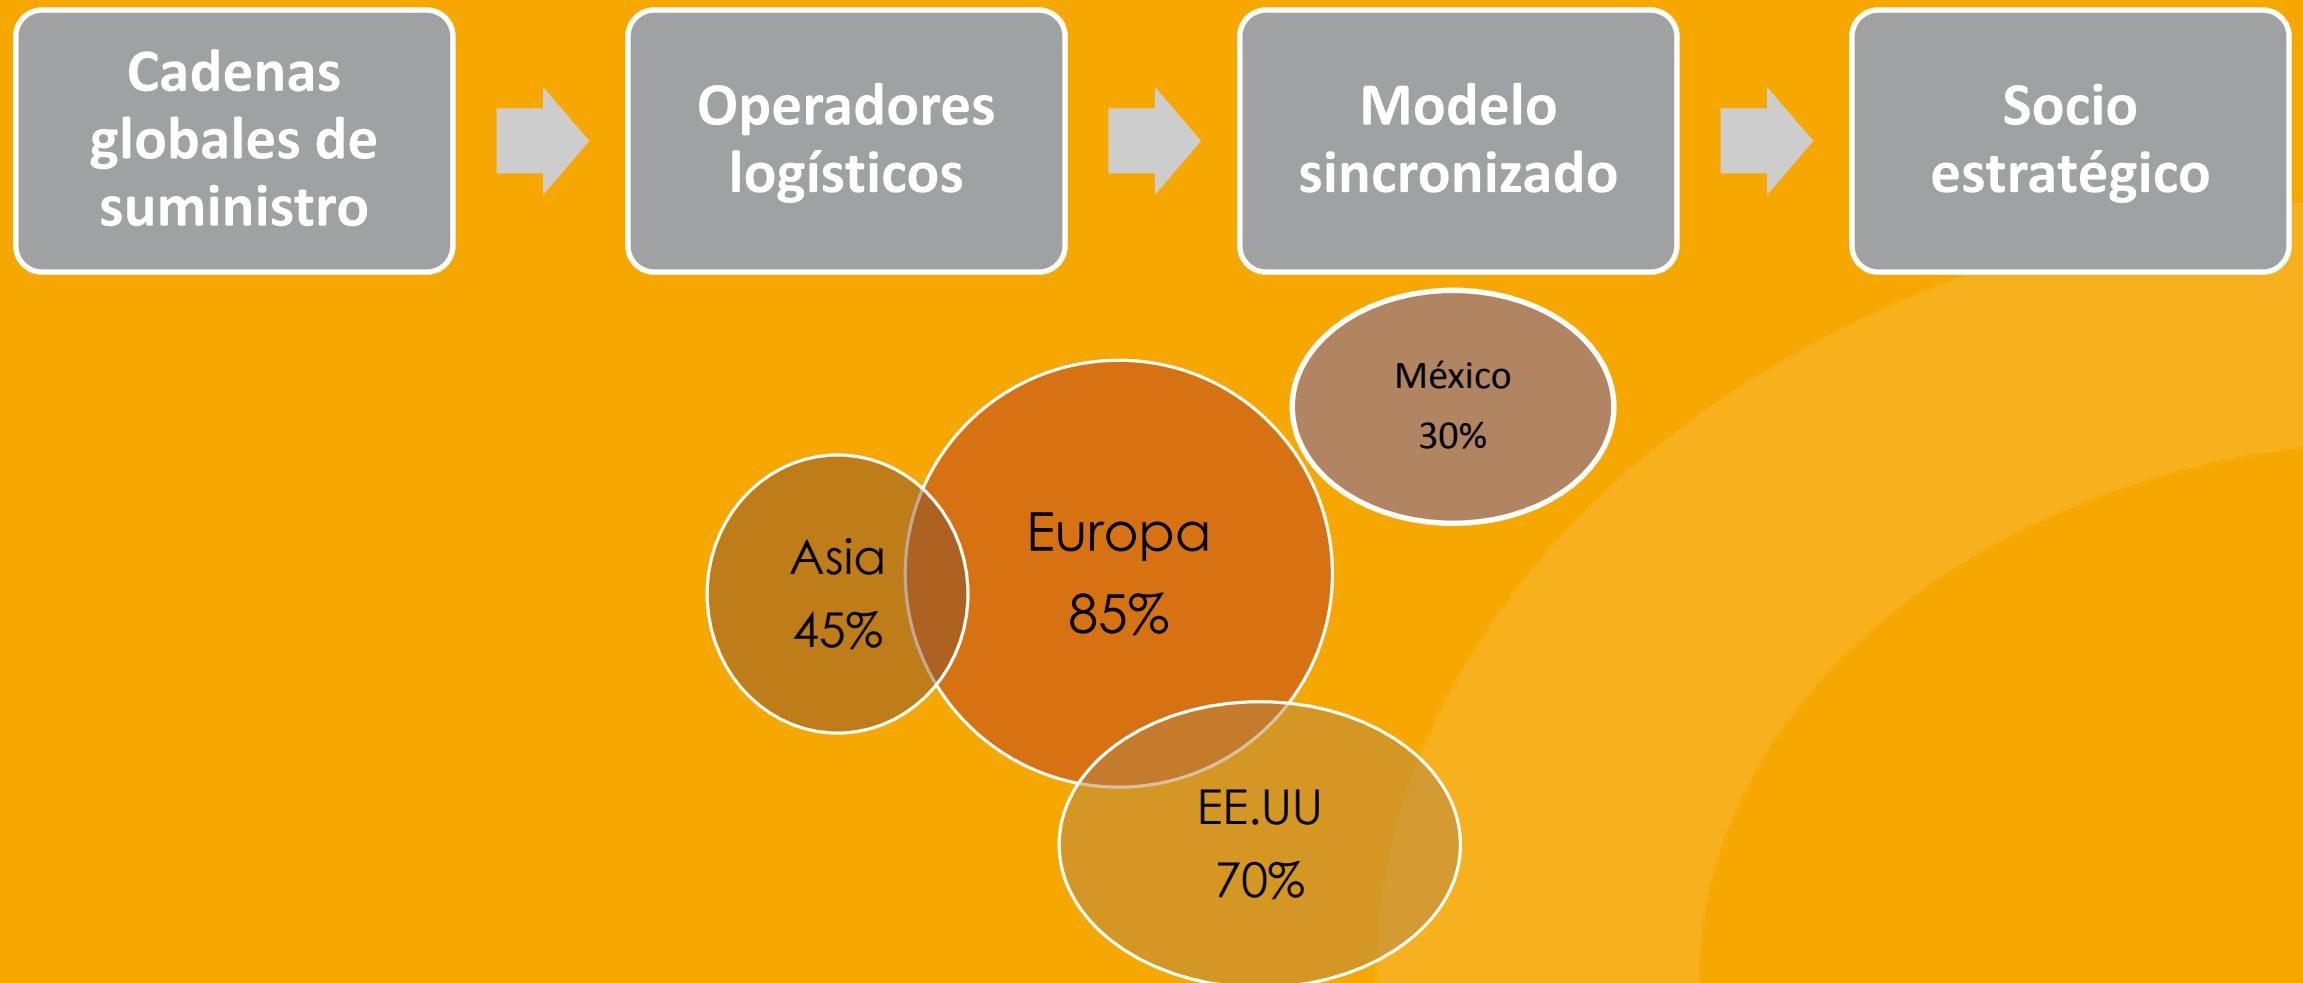 Cadenas
globales de
suministro
Operadores
logísticos
Modelo
sincronizado
Socio
estratégico
México
30%
Europa
85%
Asia
45%
EE.UU
70%